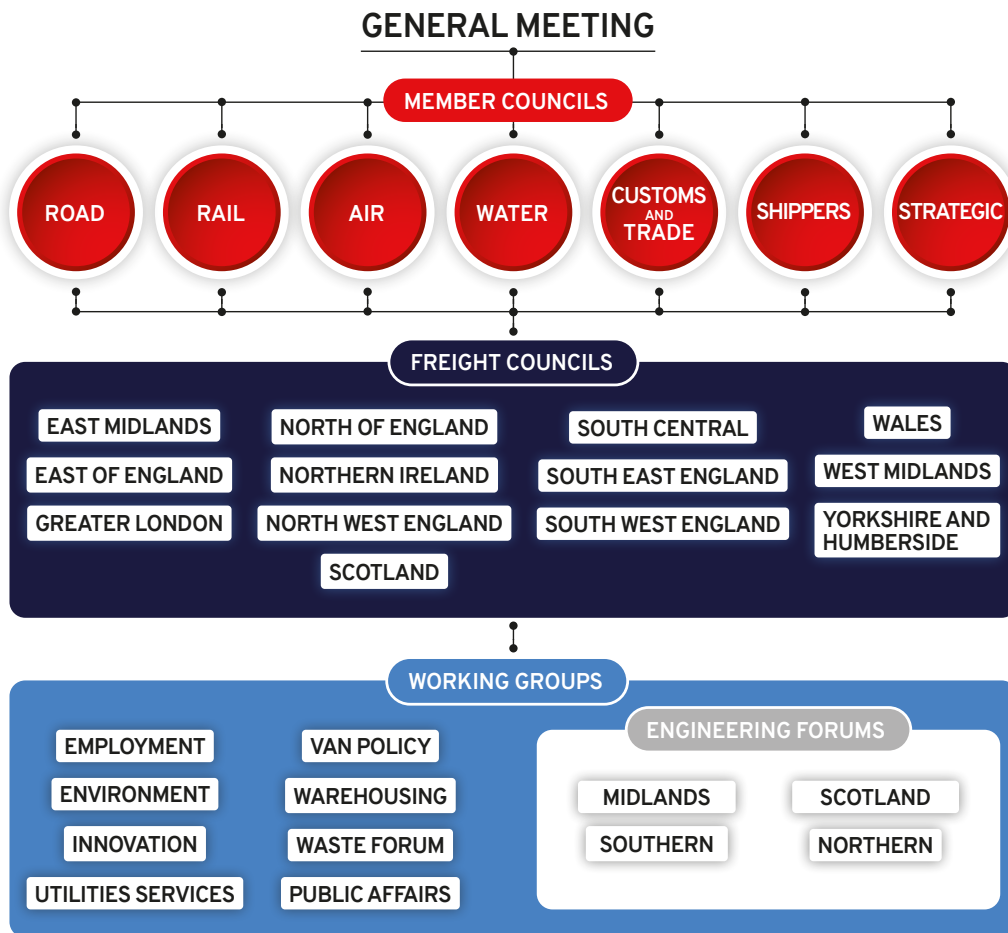 GENERAL MEETING
MEMBER COUNCILS
ROAD
RAIL
AIR
WATER
CUSTOMS
AND
TRADE
SHIPPERS
STRATEGIC
FREIGHT COUNCILS
EAST MIDLANDS
EAST OF ENGLAND
GREATER LONDON
NORTH OF ENGLAND
NORTHERN IRELAND
NORTH WEST ENGLAND
SCOTLAND
SOUTH CENTRAL
SOUTH EAST ENGLAND
SOUTH WEST ENGLAND
WALES
WEST MIDLANDS
YORKSHIRE AND
HUMBERSIDE
WORKING GROUPS
EMPLOYMENT
ENVIRONMENT
INNOVATION
UTILITIES SERVICES
VAN POLICY
WAREHOUSING
WASTE FORUM
PUBLIC AFFAIRS
ENGINEERING FORUMS
MIDLANDS
SOUTHERN
SCOTLAND
NORTHERN